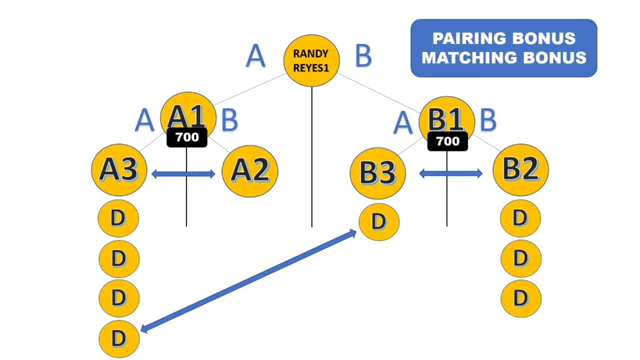 PAIRING BONUS
MATCHING BONUS
RANDY
REYES1
A
B
A1
700
A
B
B1
700
A
B
A3
A2
B3
B2
D
D
D
D
D
D
D
D